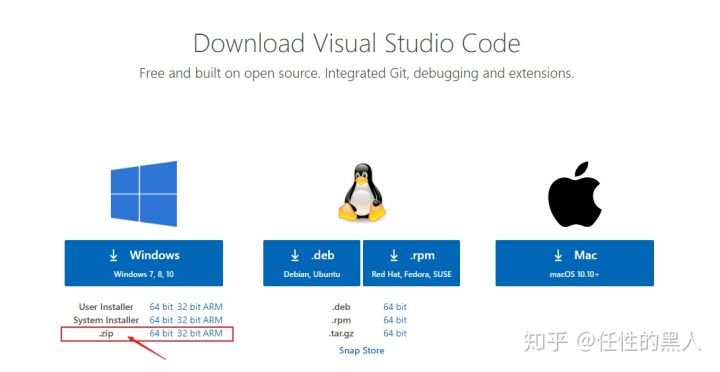 Download Visual Studio Code
Free and built on open source. Integrated Git, debugging and extensions.
Windows
Windows 7, 8, 10
.deb
Debian, Ubuntu
.rpm
Red Hat, Fedora, SUSE
Mac
macOS 10.10+
User Installer 64 bit 32 bit ARM
System Installer 64 bit 32 bit ARM
.zip 64 bit 32 bit ARM
.deb 64 bit
.rpm 64 bit
.tar.gz 64 bit
Snap Store
知乎 @任性的黑人